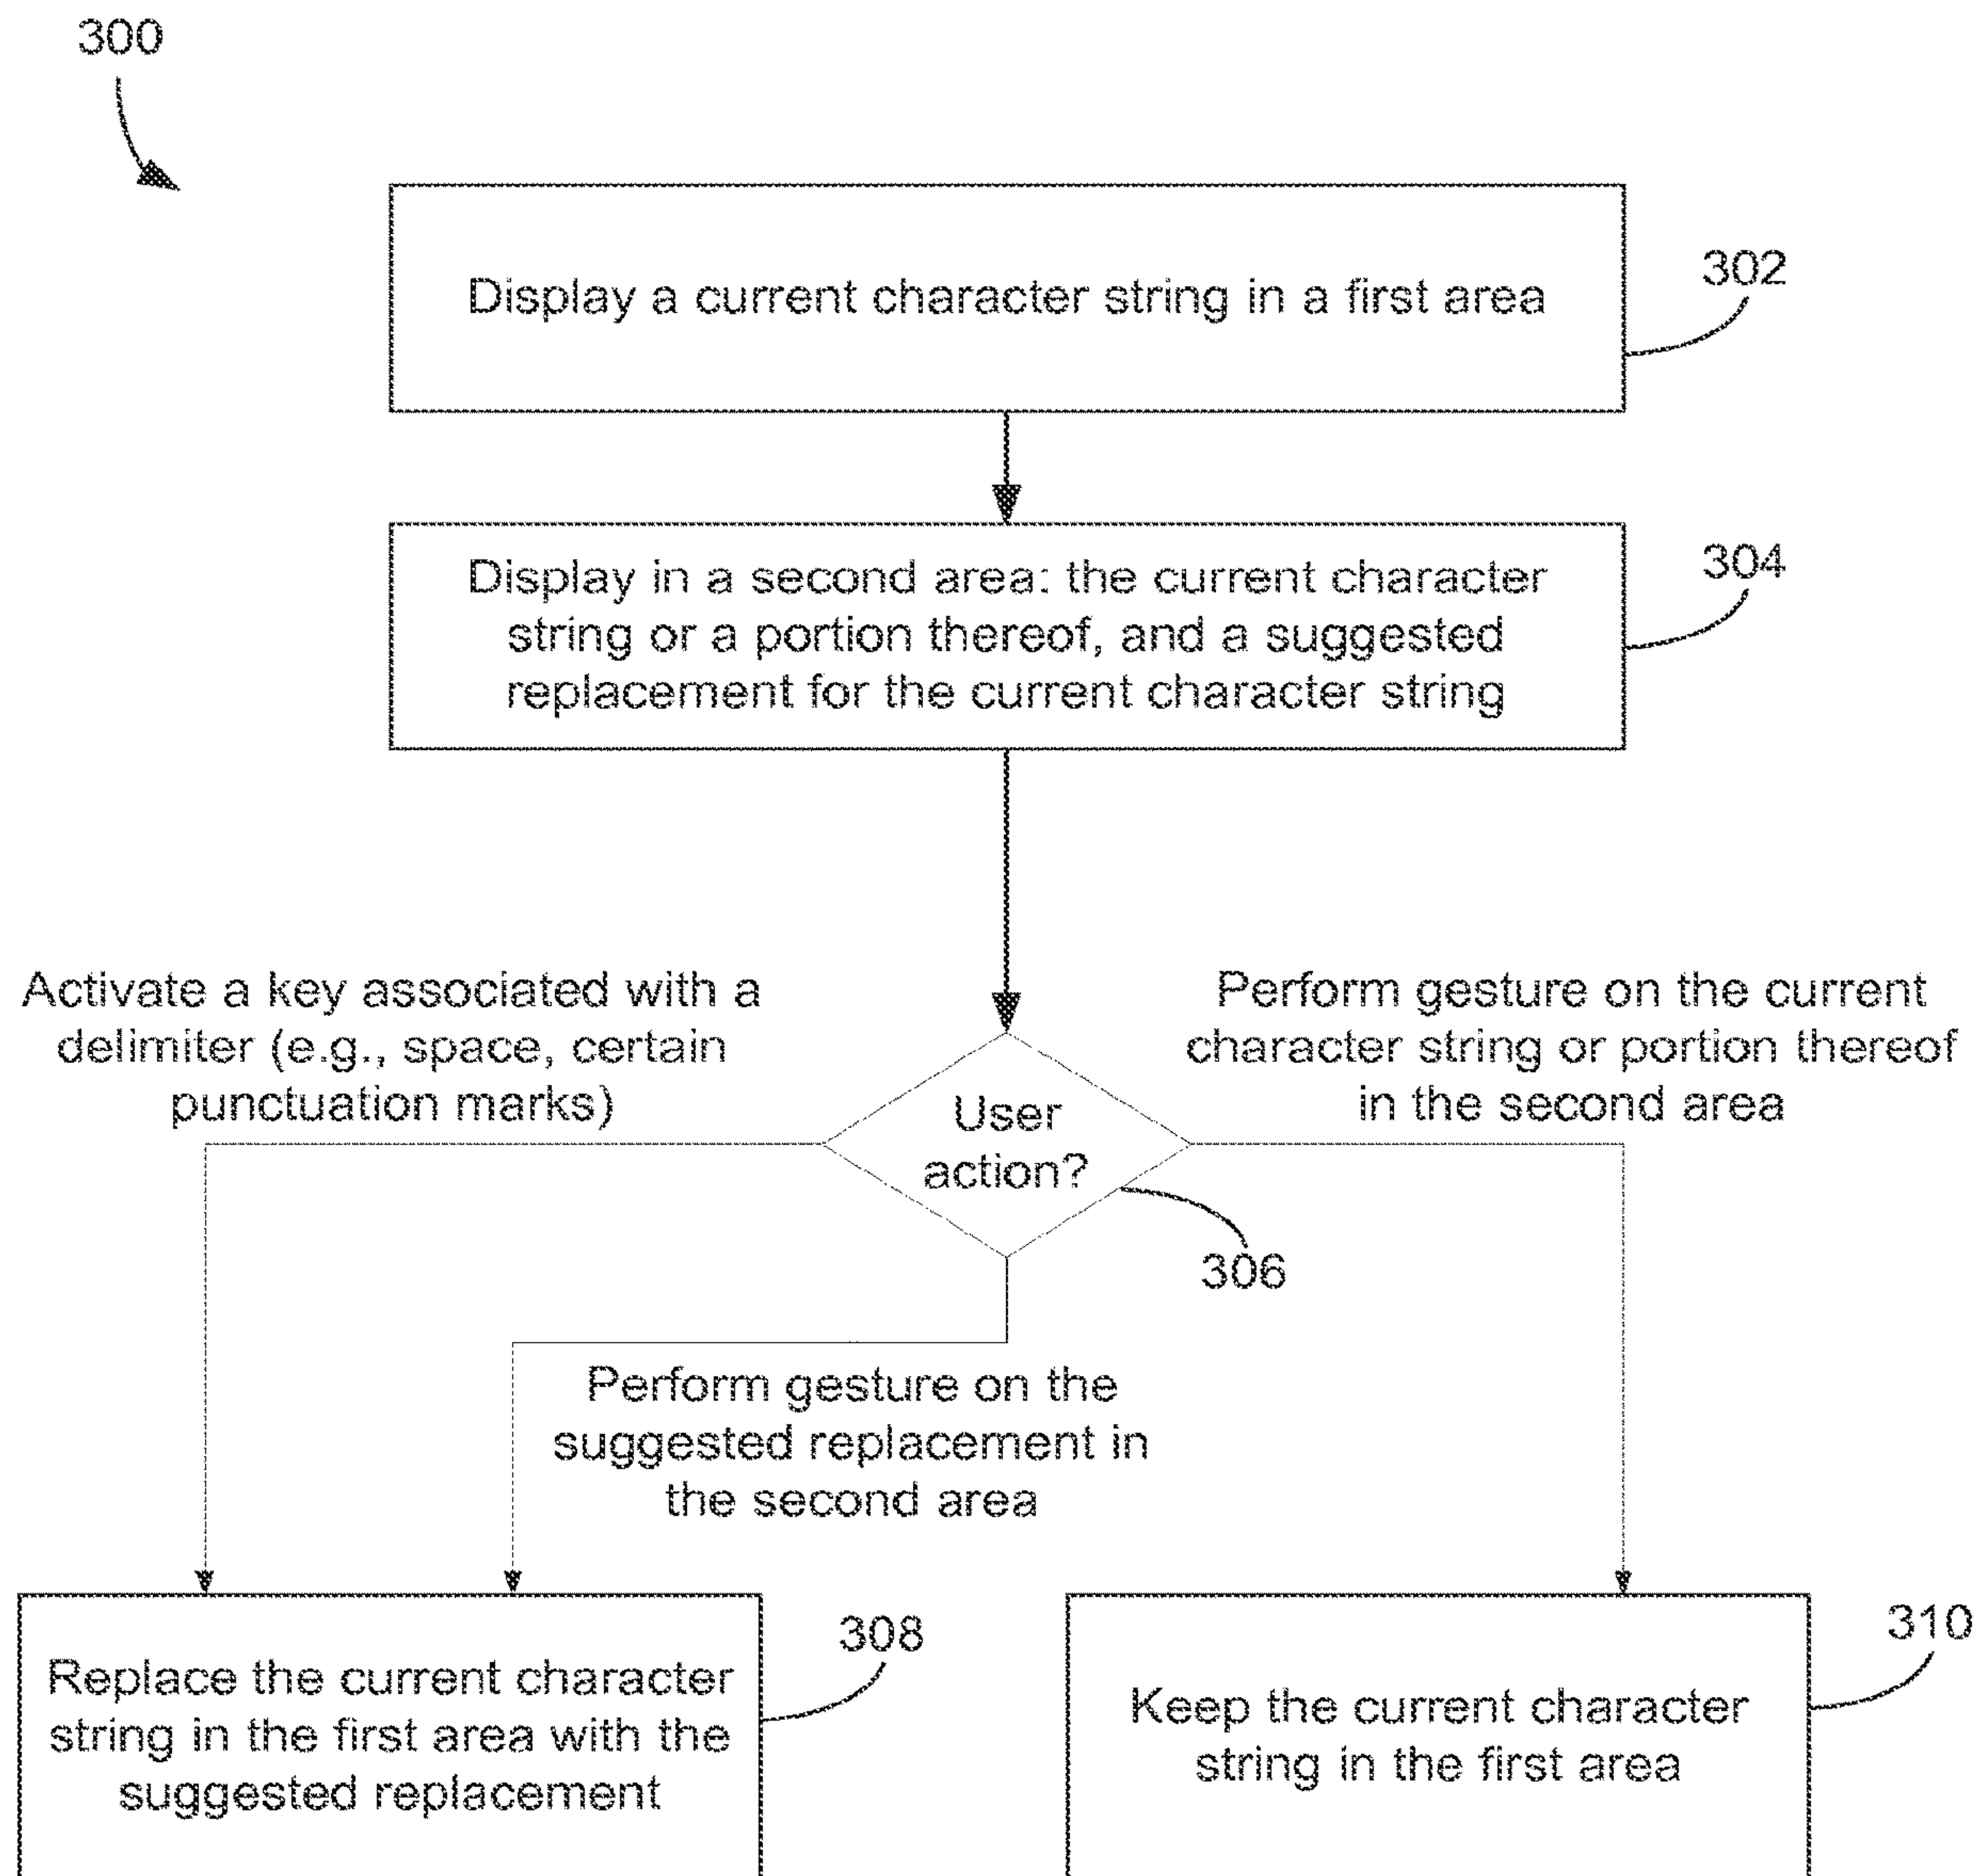 300
Display a current character string in a first area
302
Display in a second area: the current character
string or a portion thereof, and a suggested
replacement for the current character string
304
Activate a key associated with a
delimiter (e.g., space, certain
punctuation marks)
Perform gesture on the current
character string or portion thereof
in the second area
User
action?
306
Perform gesture on the
suggested replacement in
the second area
308
Replace the current character
string in the first area with the
suggested replacement
310
Keep the current character
string in the first area